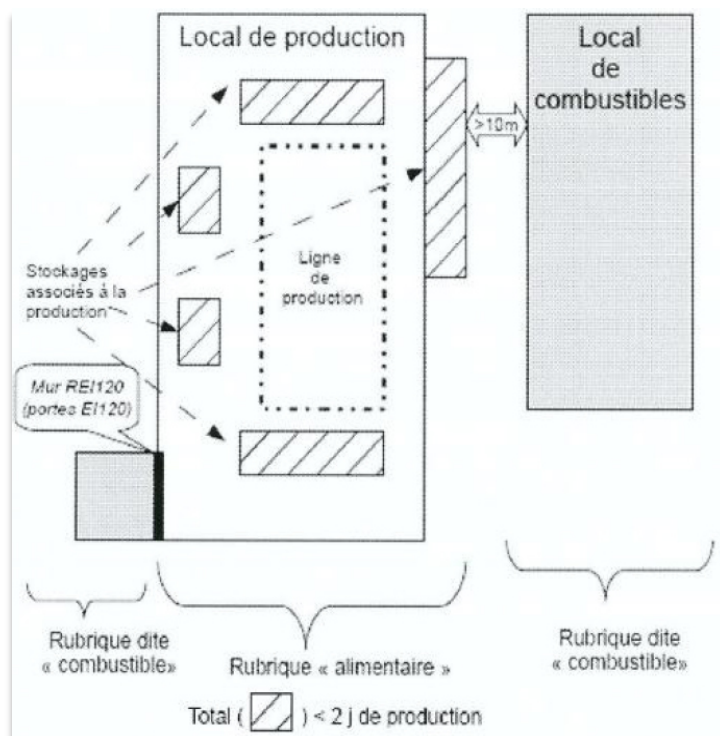 Local de production
Local
de
combustibles
>10m
Ligne
de
production
Stockages
associés à la
production
Mur REI120
(portes EI120)
Rubrique dite
« combustible»
Rubrique « alimentaire »
Rubrique dite
« combustible»
Total ( ) < 2 j de production